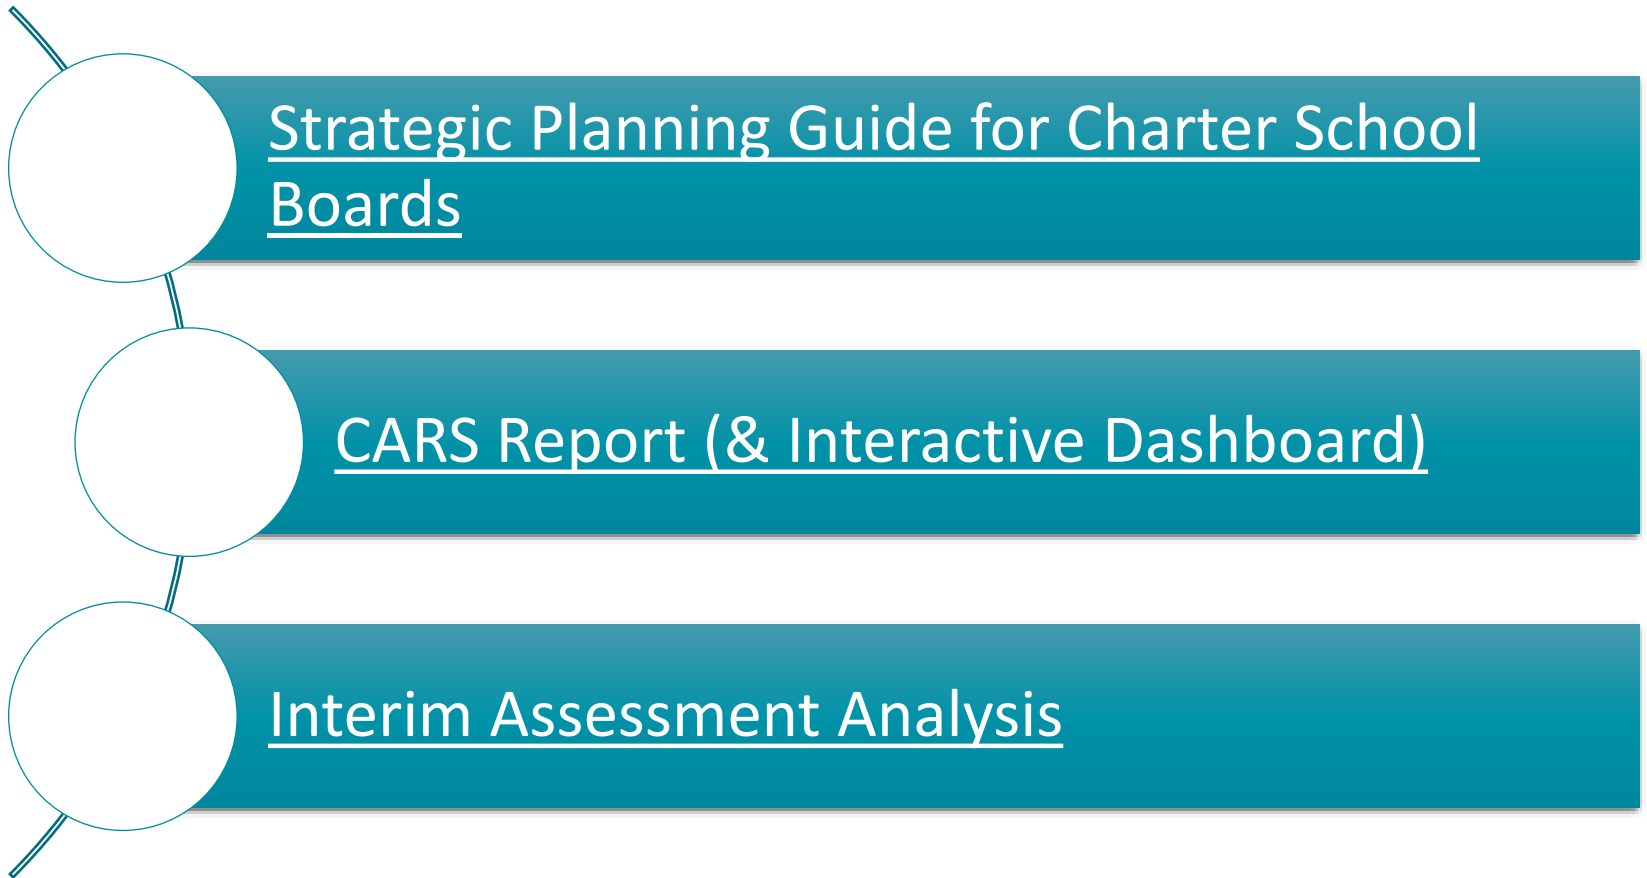 Strategic Planning Guide for Charter School
Boards
CARS Report (& Interactive Dashboard)
Interim Assessment Analysis